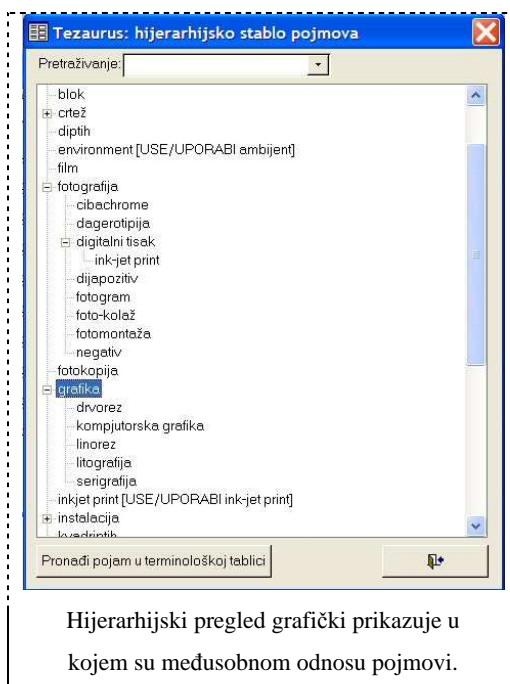 Tezaurus: hijerarhijsko stablo pojmova
Pretraživanje:
blok
crtež
diptih
environment [USE/UPORABI ambijent]
film
fotografija
cibachrome
dagerotipija
digitalni tisak
ink-jet print
dijapozitiv
fotogram
foto-kolaž
fotomontaža
negativ
fotokopija
grafika
drvorez
kompjutorska grafika
linorez
litografija
serigrafija
inkjet print [USE/UPORABI ink-jet print]
instalacija
kvadriptih
Pronađi pojam u terminološkoj tablici
Hijerarhijski pregled grafički prikazuje u
kojem su međusobnom odnosu pojmovi.